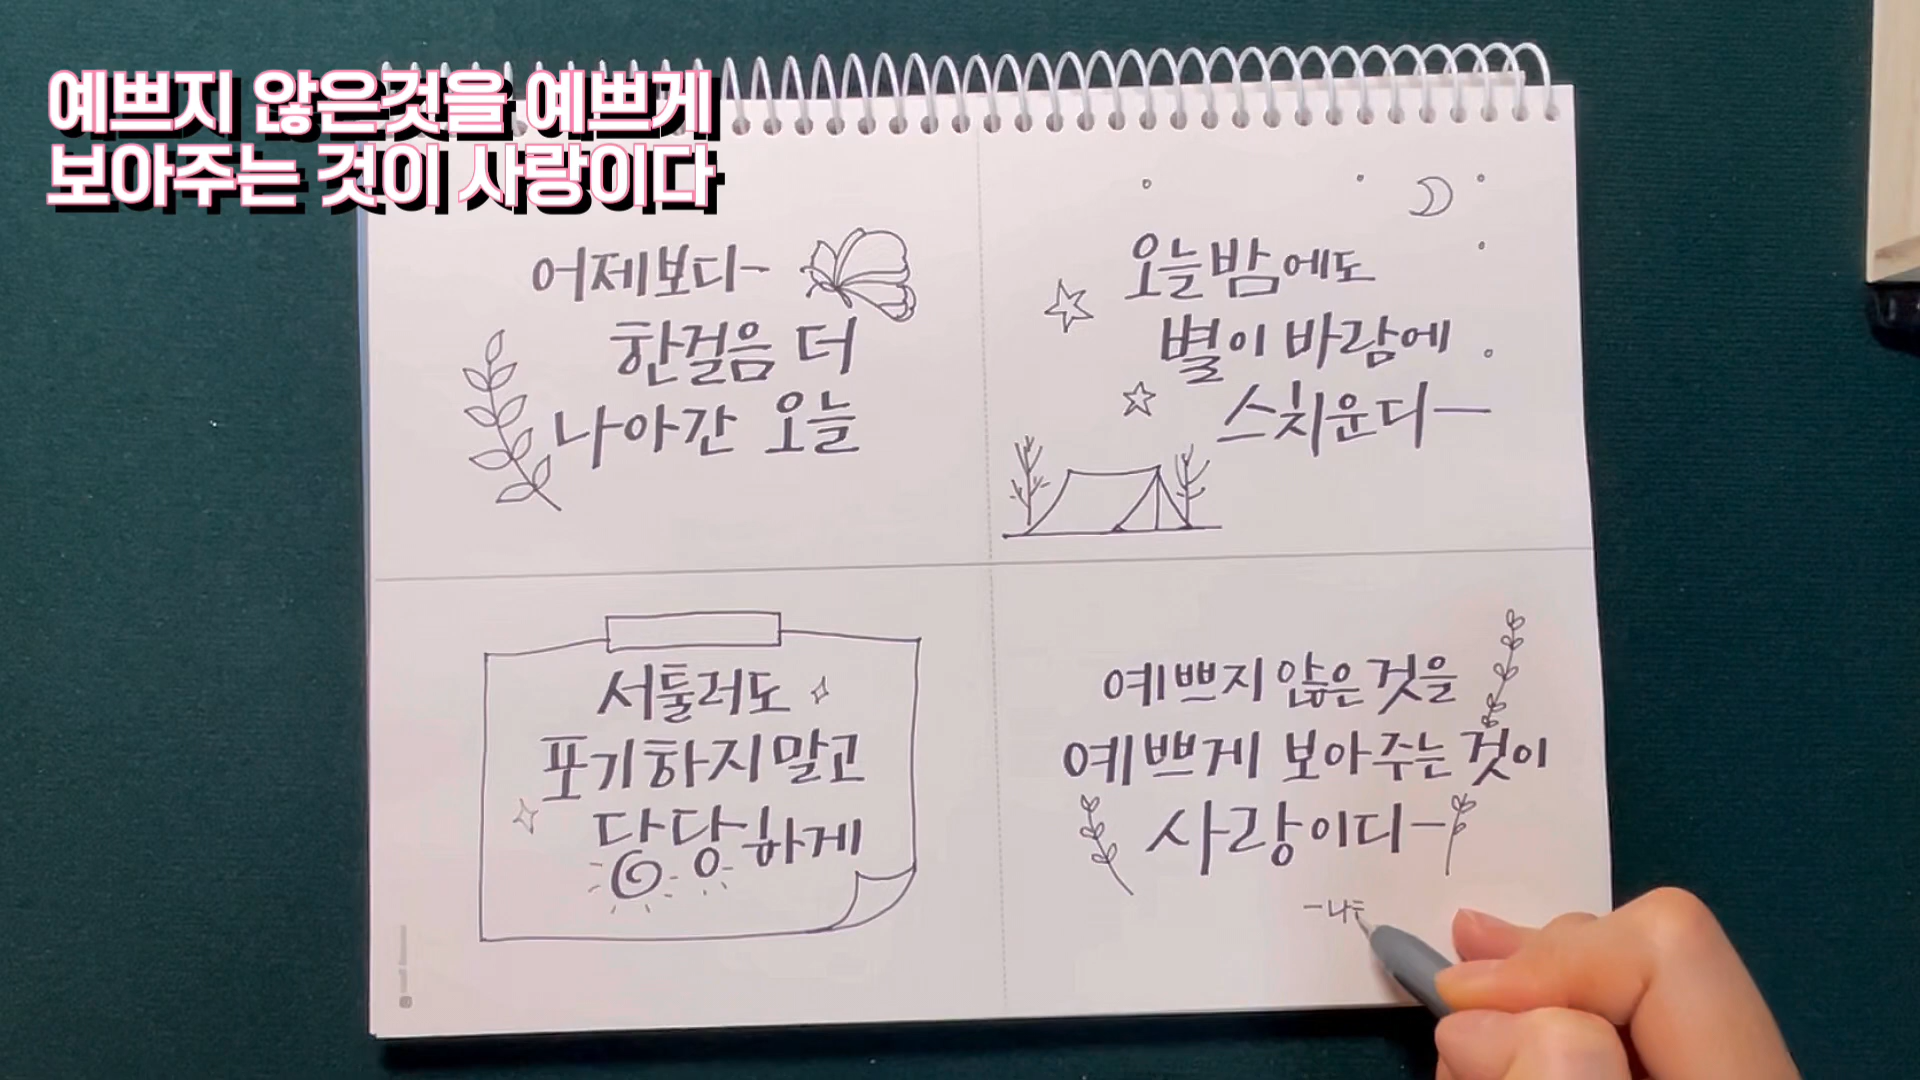 예쁘지 않은것을 예쁘게
보아주는 것이 사랑이다
어제보다
한걸음 더
나아간 오늘
오늘밤에도
별이 바람에
스치운다
서툴러도
포기하지말고
당당하게
예쁘지 않은 것을
예쁘게 보아주는 것이
사랑이다